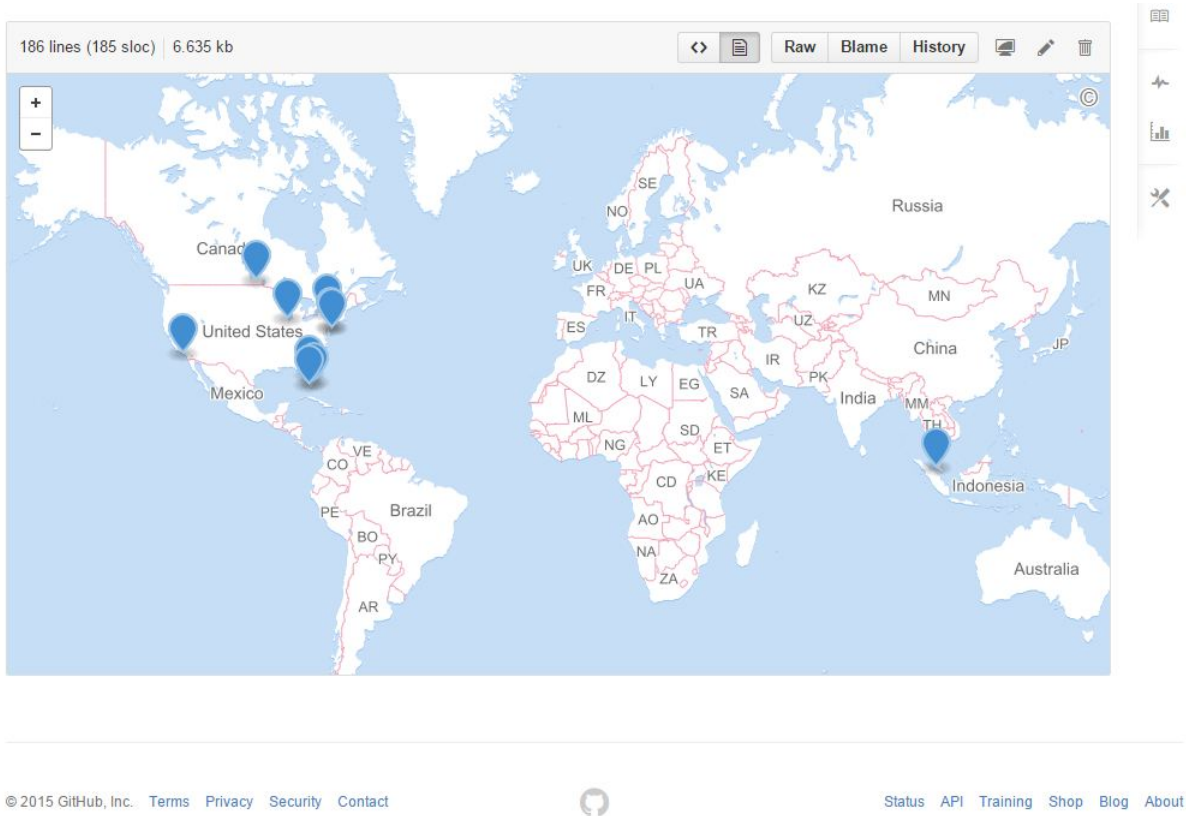 186 lines (185 sloc) 6.635 kb
<> Raw Blame History
+
−
©
SE
Russia
NO
Canad
UK DE PL
UA
FR
KZ
MN
IT
UZ
ES
TR
United States
JP
China
IR
DZ LY EG
PK
SA
India
Mexico
MM
ML
TH
SD
NG
ET
VE
CO
KE
CD
Indonesia
Brazil
PE
AO
BO
NA
PY
Australia
ZA
AR
© 2015 GitHub, Inc. Terms Privacy Security Contact Status API Training Shop Blog About